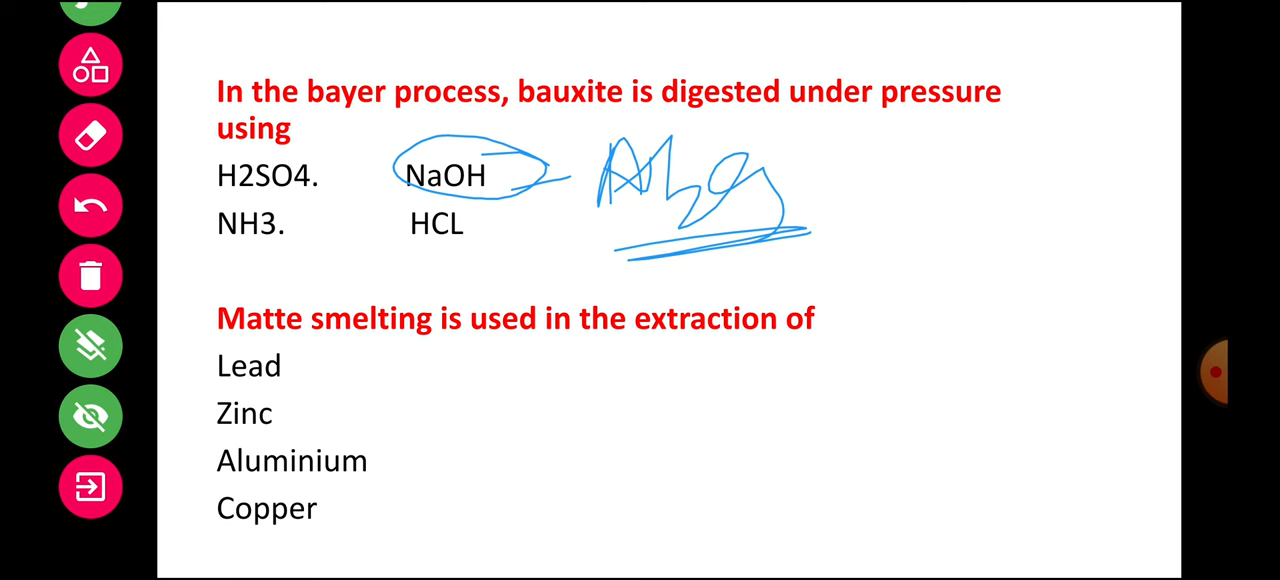 In the bayer process, bauxite is digested under pressure
using
H2SO4. NaOH
NH3. HCL
Matte smelting is used in the extraction of
Lead
Zinc
Aluminium
Copper